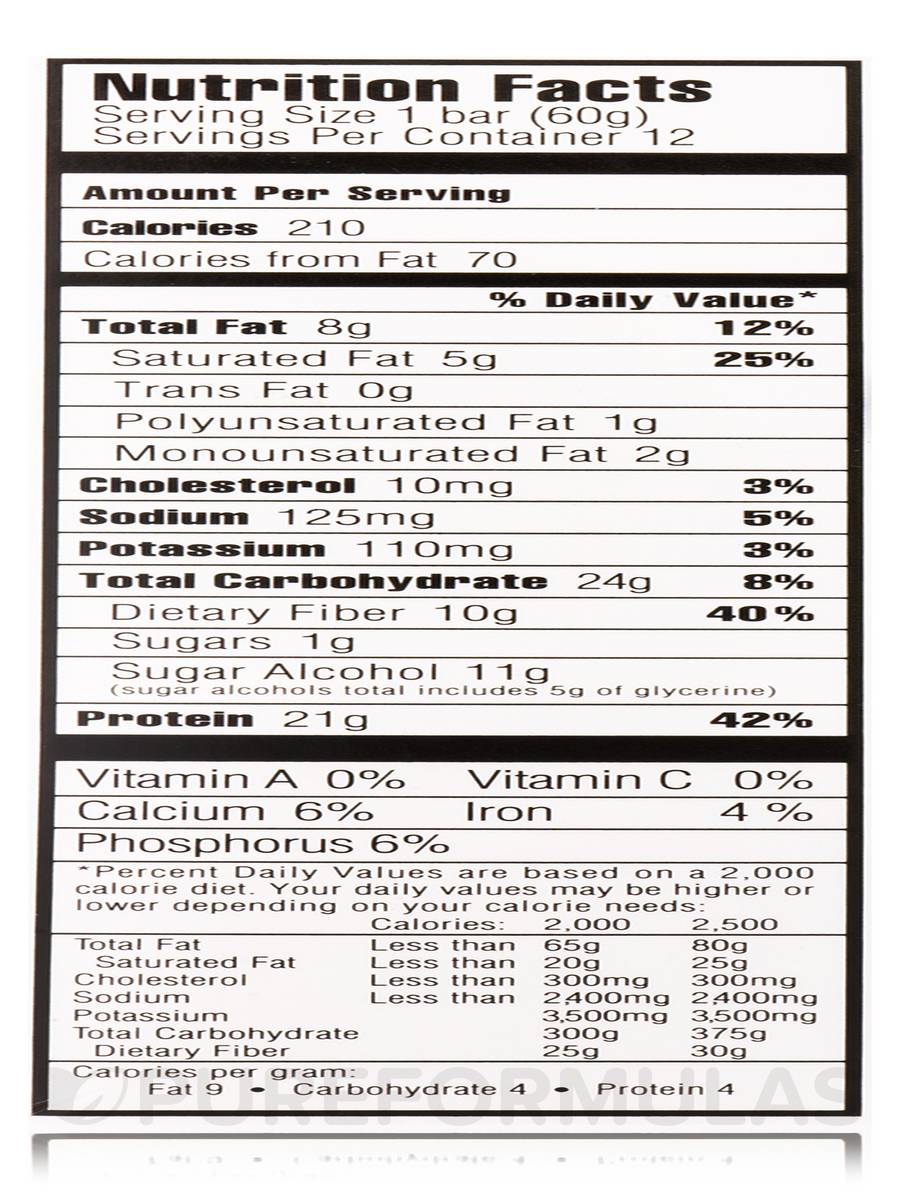 Nutrition Facts
Serving Size 1 bar (60g)
Servings Per Container 12
Amount Per Serving
Calories 210
Calories from Fat 70
% Daily Value*
Total Fat 8g 12%
Saturated Fat 5g 25%
Trans Fat 0g
Polyunsaturated Fat 1g
Monounsaturated Fat 2g
Cholesterol 10mg 3%
Sodium 125mg 5%
Potassium 110mg 3%
Total Carbohydrate 24g 8%
Dietary Fiber 10g 40%
Sugars 1g
Sugar Alcohol 11g
(sugar alcohols total includes 5g of glycerine)
Protein 21g 42%
Vitamin A 0% Vitamin C 0%
Calcium 6% Iron 4 %
Phosphorus 6%
*Percent Daily Values are based on a 2,000
calorie diet. Your daily values may be higher or
lower depending on your calorie needs:
Calories: 2,000 2,500
Total Fat Less than 65g 80g
Saturated Fat Less than 20g 25g
Cholesterol Less than 300mg 300mg
Sodium Less than 2,400mg 2,400mg
Potassium 3,500mg 3,500mg
Total Carbohydrate 300g 375g
Dietary Fiber 25g 30g
Calories per gram:
Fat 9 • Carbohydrate 4 • Protein 4
PUREFORMULAS